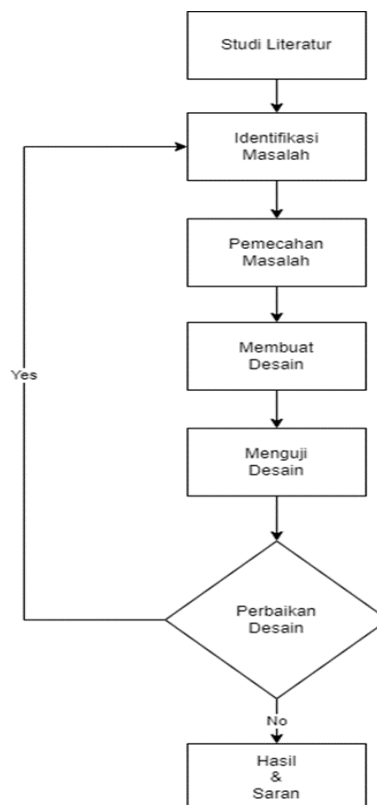 Studi Literatur
Identifikasi
Masalah
Pemecahan
Masalah
Membuat
Desain
Yes
Menguji
Desain
Perbaikan
Desain
No
Hasil
&
Saran